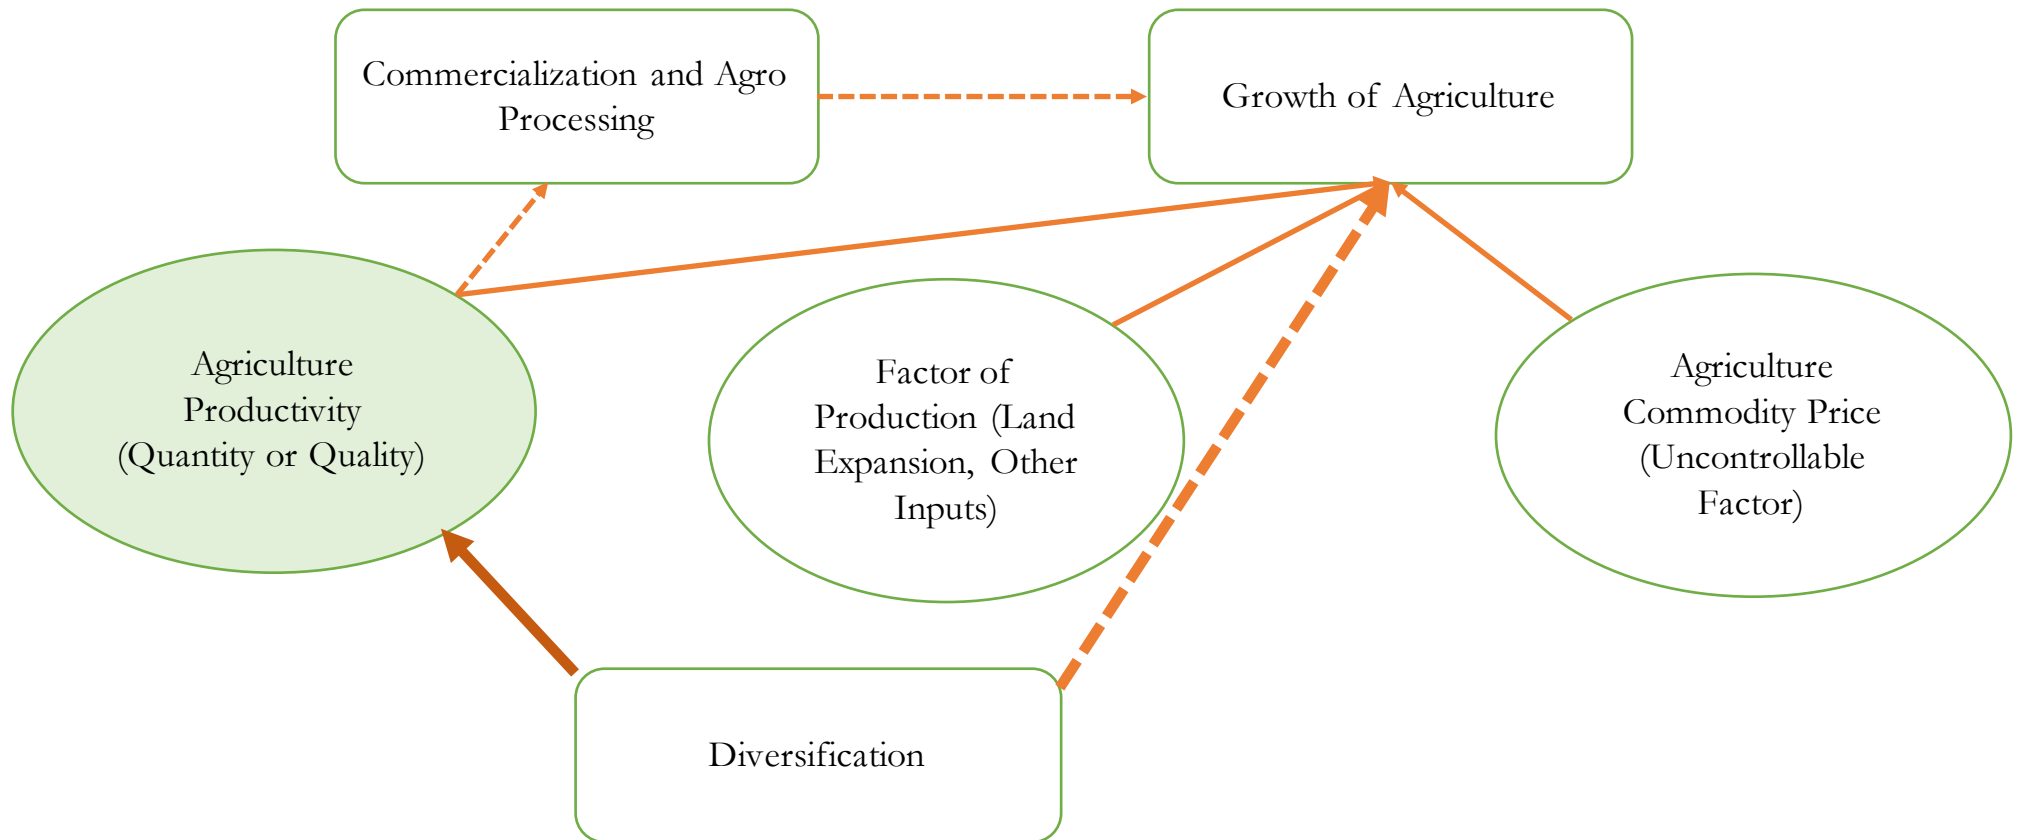 Commercialization and Agro
Processing
Growth of Agriculture
Agriculture
Productivity
(Quantity or Quality)
Factor of
Production (Land
Expansion, Other
Inputs)
Agriculture
Commodity Price
(Uncontrollable
Factor)
Diversification